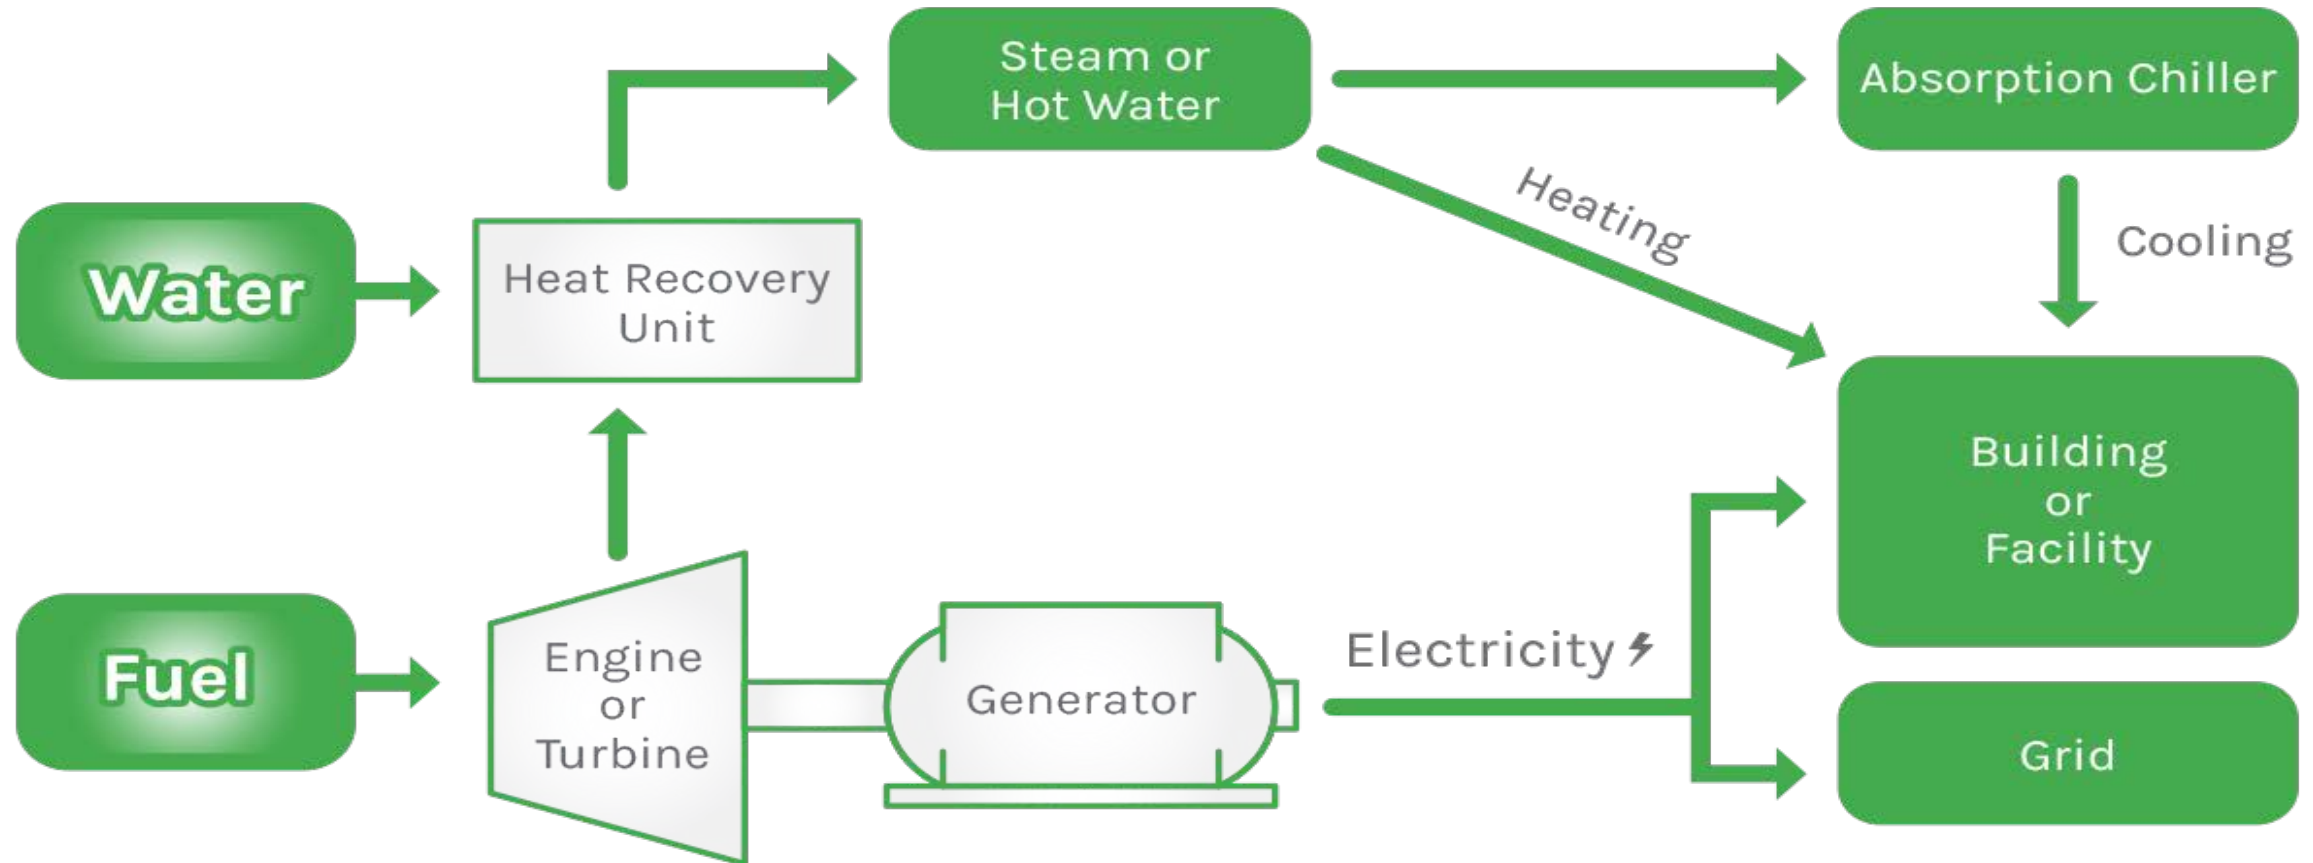 Steam or
Hot Water
Absorption Chiller
Heating
Cooling
Water
Heat Recovery
Unit
Building
or
Facility
Fuel
Engine
or
Turbine
Generator
Electricity
Grid